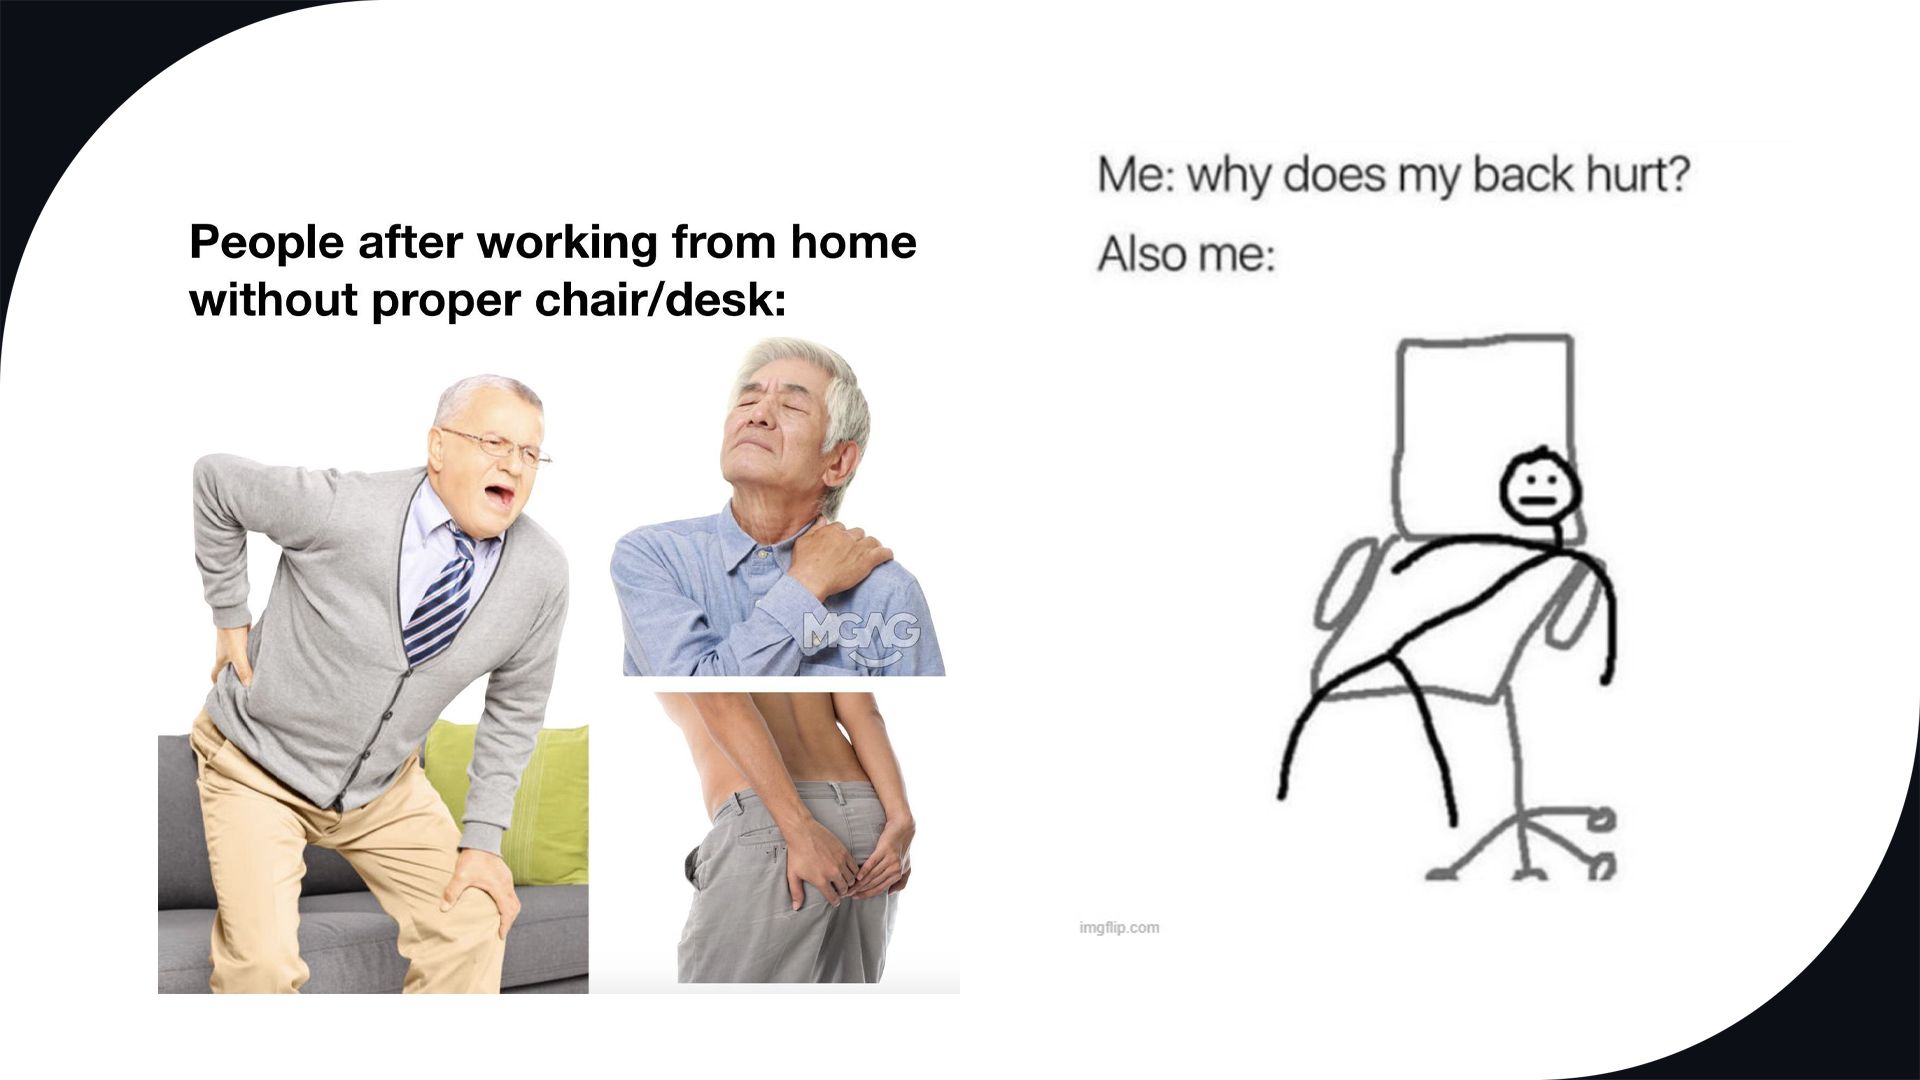 People after working from home
without proper chair/desk:
MGAG
Me: why does my back hurt?
Also me:
imgflip.com